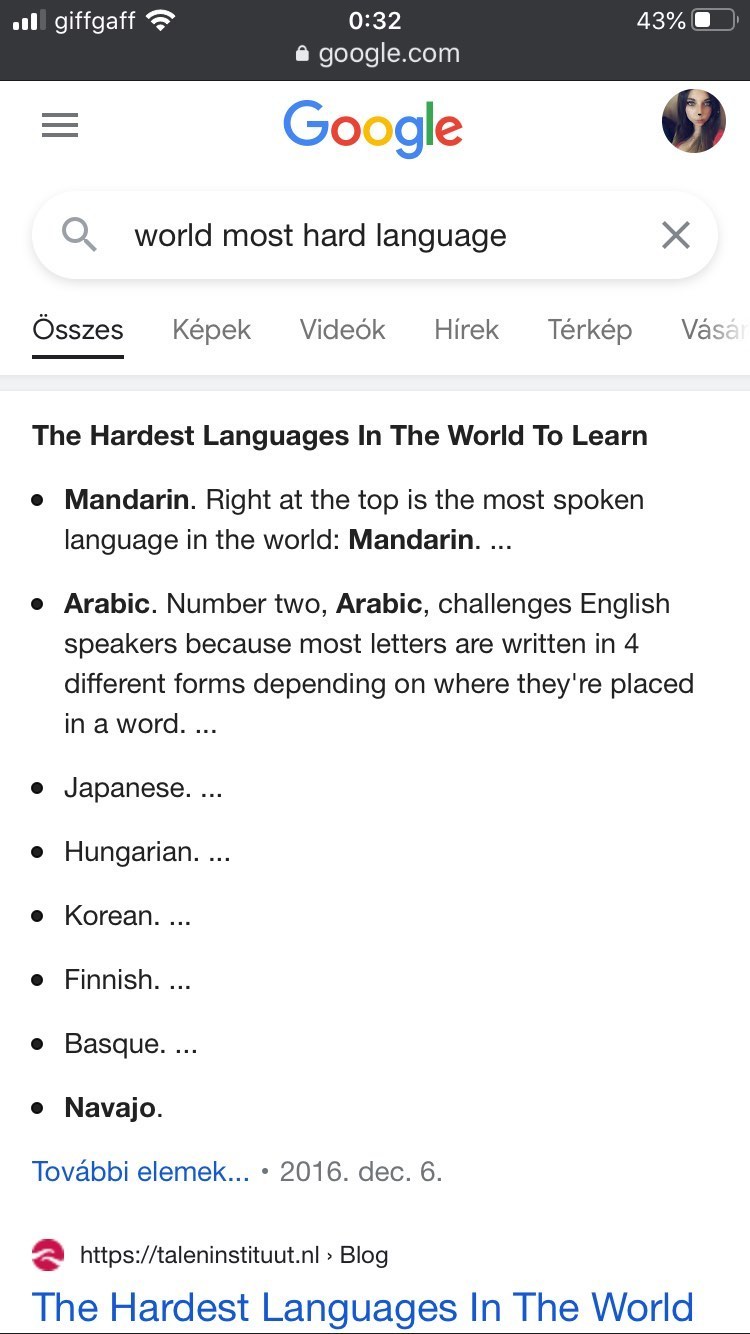 giffgaff 0:32 43%
google.com
Google
world most hard language
Összes Képek Videók Hírek Térkép Vásár
The Hardest Languages In The World To Learn
• Mandarin. Right at the top is the most spoken
language in the world: Mandarin. ...
• Arabic. Number two, Arabic, challenges English
speakers because most letters are written in 4
different forms depending on where they're placed
in a word. ...
• Japanese. ...
• Hungarian. ...
• Korean. ...
• Finnish. ...
• Basque. ...
• Navajo.
További elemek... • 2016. dec. 6.
https://taleninstituut.nl › Blog
The Hardest Languages In The World